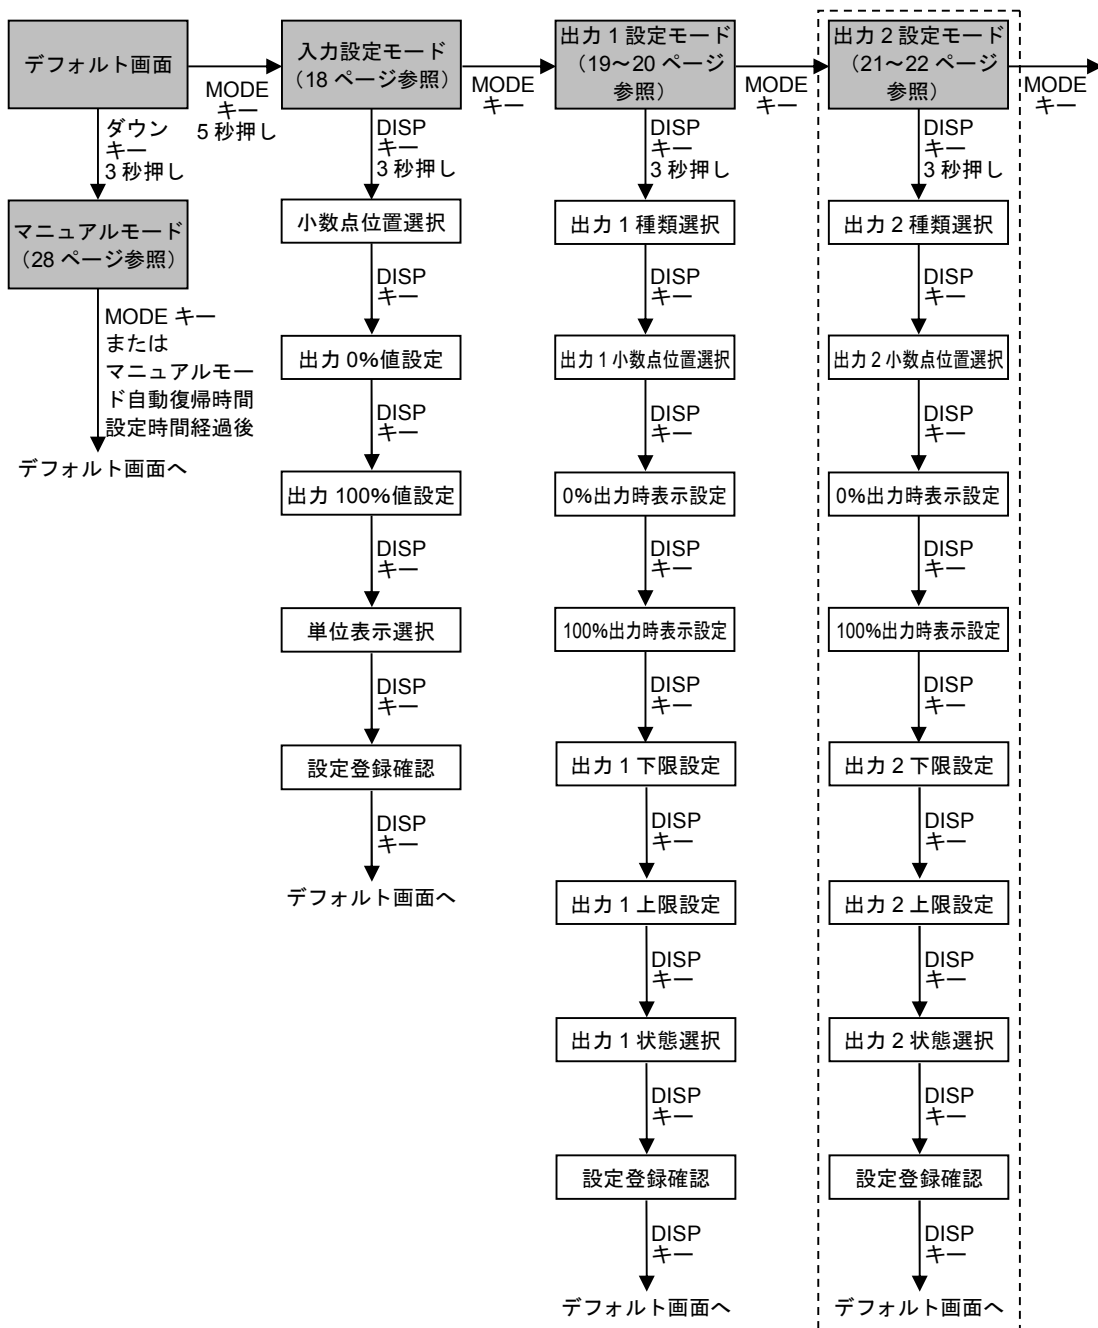 デフォルト画面
MODE
キー
5 秒押し
ダウン
キー
3 秒押し
マニュアルモード
（28 ページ参照）
MODE キー
または
マニュアルモー
ド自動復帰時間
設定時間経過後
デフォルト画面へ
入力設定モード
（18 ページ参照）
MODE
キー
DISP
キー
3 秒押し
小数点位置選択
DISP
キー
出力 0%値設定
DISP
キー
出力 100%値設定
DISP
キー
単位表示選択
DISP
キー
設定登録確認
DISP
キー
デフォルト画面へ
出力 1 設定モード
（19～20 ページ
参照）
MODE
キー
DISP
キー
3 秒押し
出力 1 種類選択
DISP
キー
出力 1 小数点位置選択
DISP
キー
0%出力時表示設定
DISP
キー
100%出力時表示設定
DISP
キー
出力 1 下限設定
DISP
キー
出力 1 上限設定
DISP
キー
出力 1 状態選択
DISP
キー
設定登録確認
DISP
キー
デフォルト画面へ
出力 2 設定モード
（21～22 ページ
参照）
MODE
キー
DISP
キー
3 秒押し
出力 2 種類選択
DISP
キー
出力 2 小数点位置選択
DISP
キー
0%出力時表示設定
DISP
キー
100%出力時表示設定
DISP
キー
出力 2 下限設定
DISP
キー
出力 2 上限設定
DISP
キー
出力 2 状態選択
DISP
キー
設定登録確認
DISP
キー
デフォルト画面へ